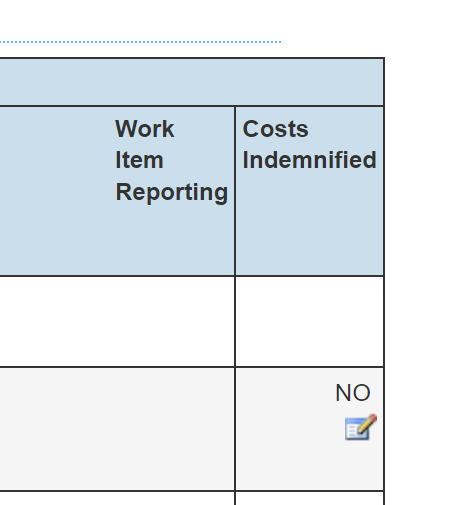 Work
Item
Reporting
Costs
Indemnified
NO